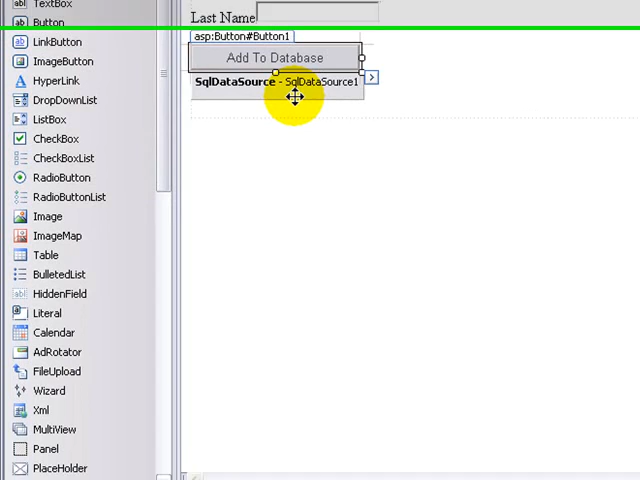 TextBox
Button
LinkButton
ImageButton
HyperLink
DropDownList
ListBox
CheckBox
CheckBoxList
RadioButton
RadioButtonList
Image
ImageMap
Table
BulletedList
HiddenField
Literal
Calendar
AdRotator
FileUpload
Wizard
Xml
MultiView
Panel
PlaceHolder
Last Name
asp:Button#Button1
Add To Database
SqlDataSource - SqlDataSource1